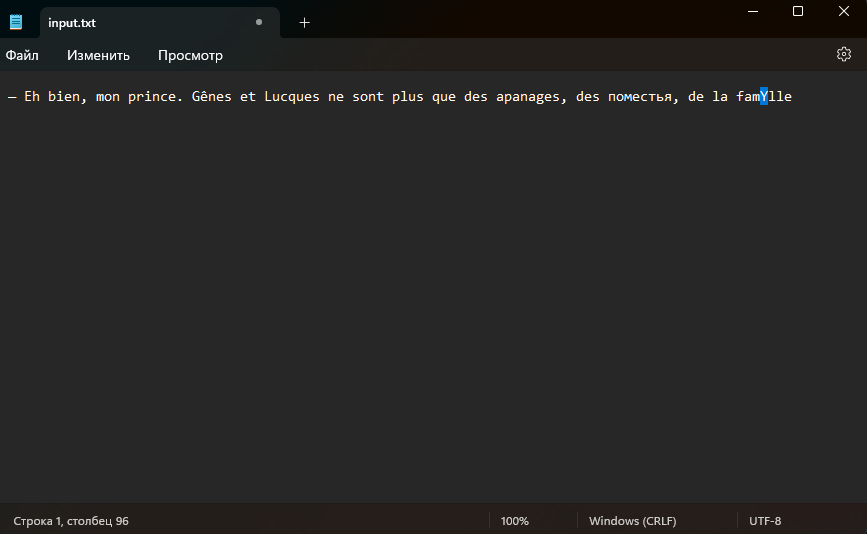 input.txt
Файл Изменить Просмотр
— Eh bien, mon prince. Gênes et Lucques ne sont plus que des apanages, des поместья, de la famYlle
Строка 1, столбец 96 100% Windows (CRLF) UTF-8